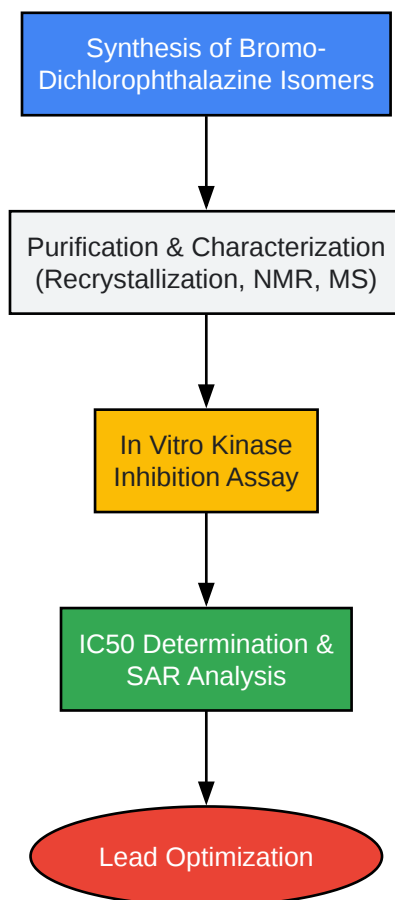 Synthesis of Bromo-
Dichlorophthalazine Isomers
Purification & Characterization
(Recrystallization, NMR, MS)
In Vitro Kinase
Inhibition Assay
IC50 Determination &
SAR Analysis
Lead Optimization